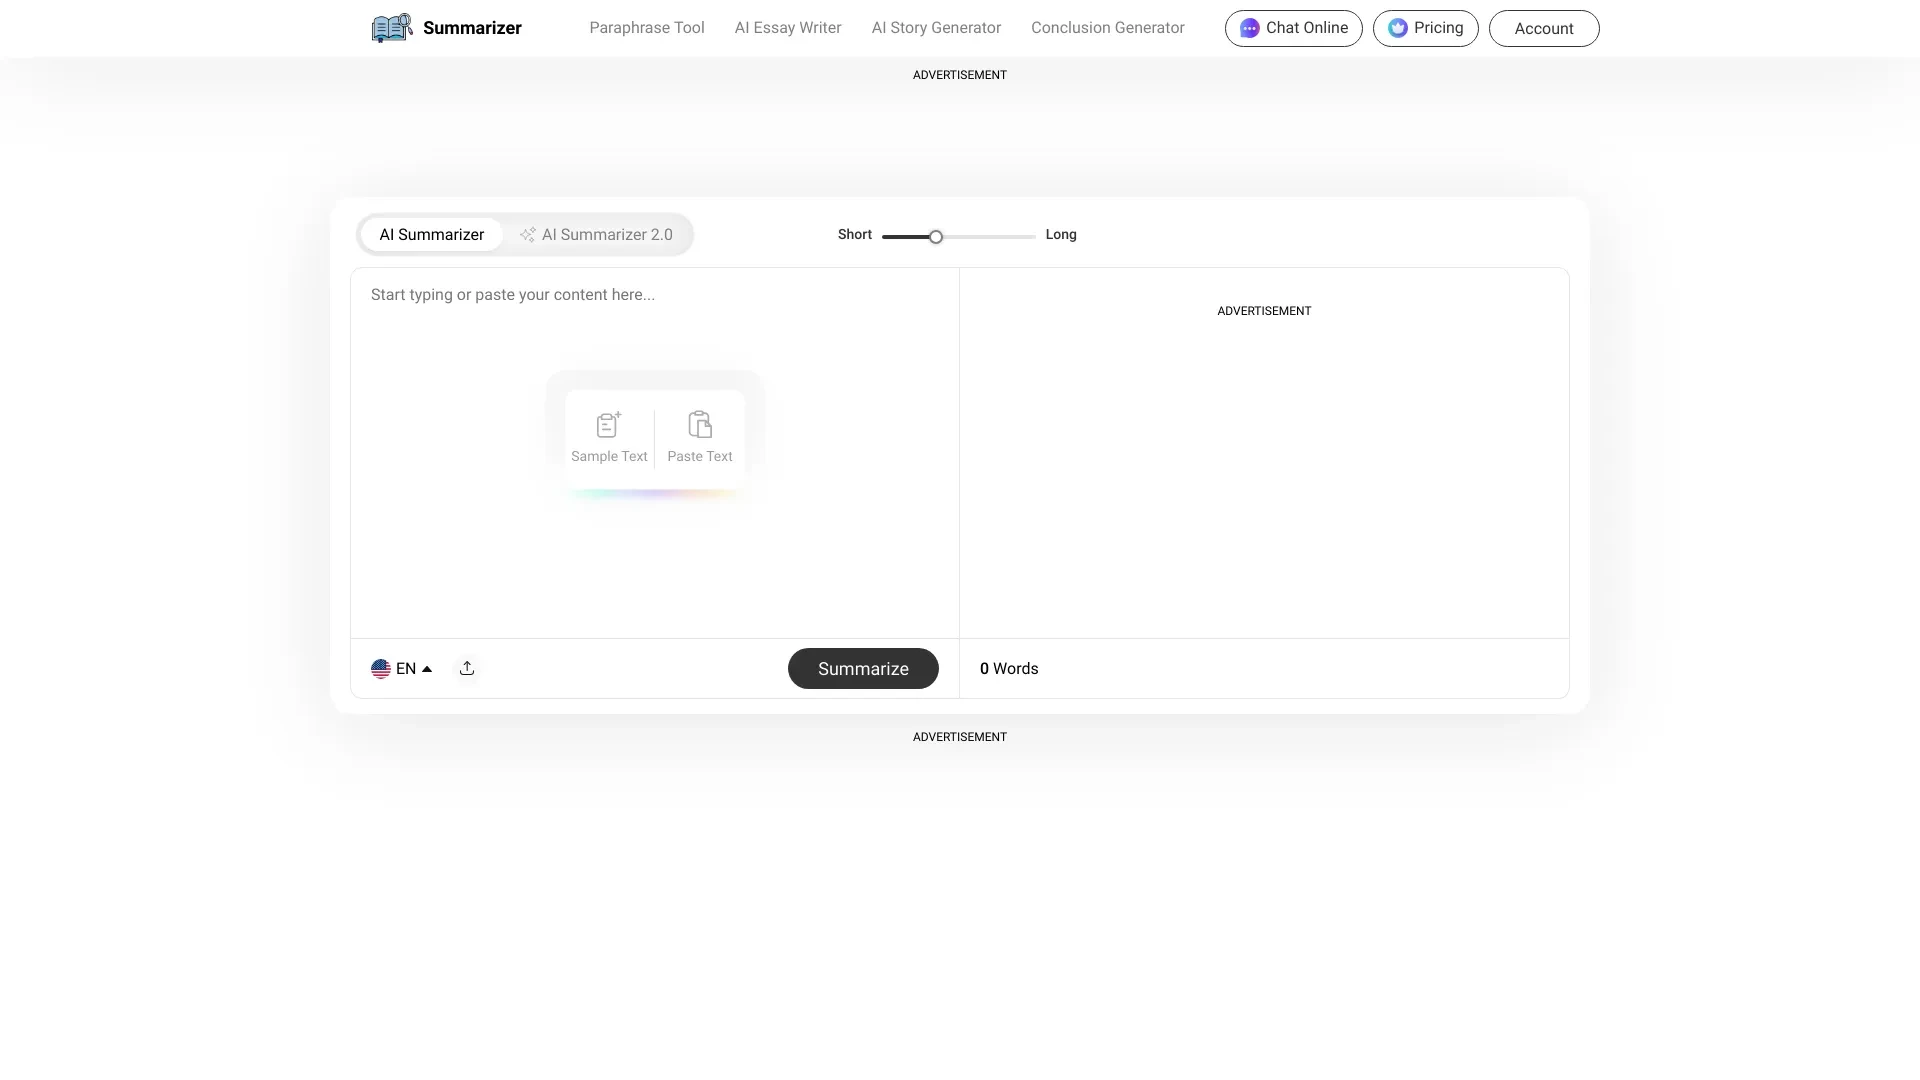 Summarizer
Paraphrase Tool
AI Essay Writer
AI Story Generator
Conclusion Generator
Chat Online
Pricing
Account
ADVERTISEMENT
AI Summarizer
AI Summarizer 2.0
Short
Long
Start typing or paste your content here...
Sample Text
Paste Text
ADVERTISEMENT
EN
Summarize
0 Words
ADVERTISEMENT